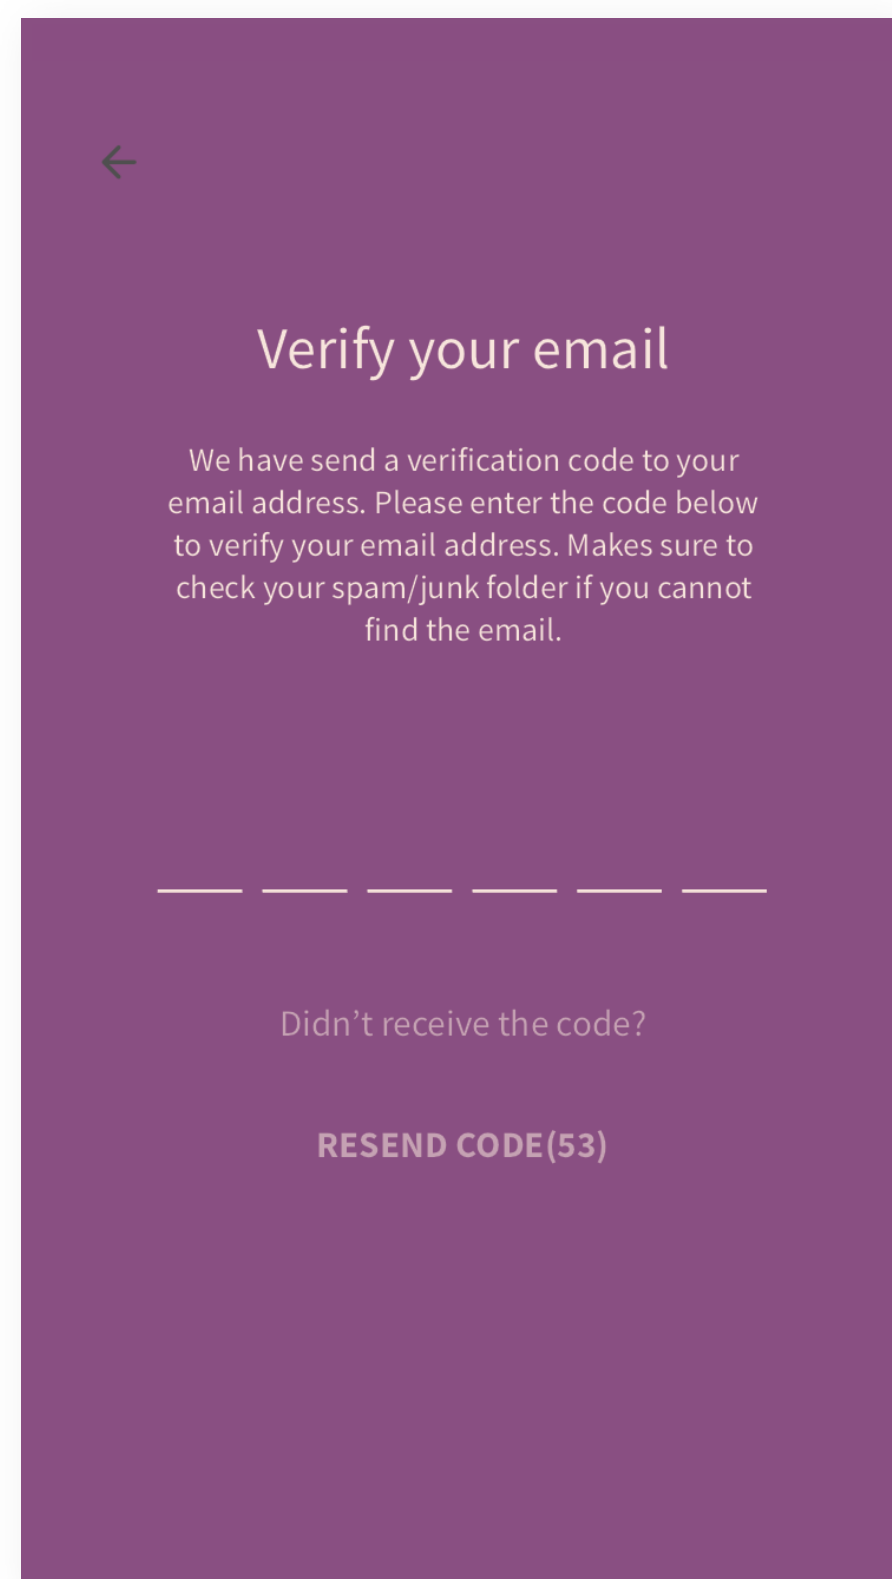 Verify your email
We have send a verification code to your
email address. Please enter the code below
to verify your email address. Makes sure to
check your spam/junk folder if you cannot
find the email.
Didn’t receive the code?
RESEND CODE(53)